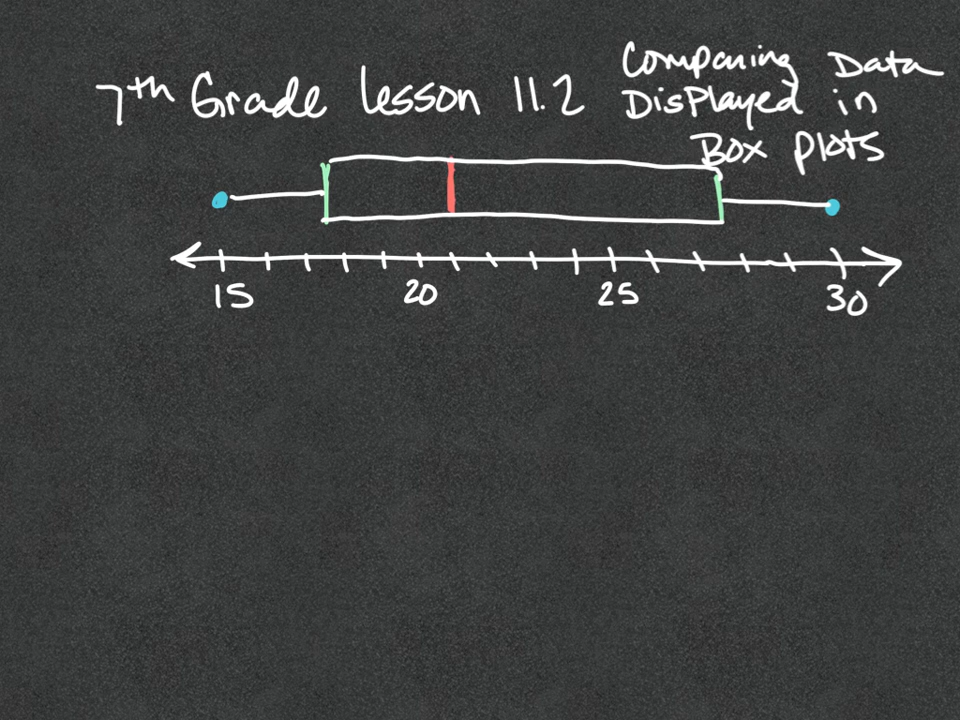 7th Grade lesson 11.2
Comparing Data
Displayed in
Box plots
15 20 25 30